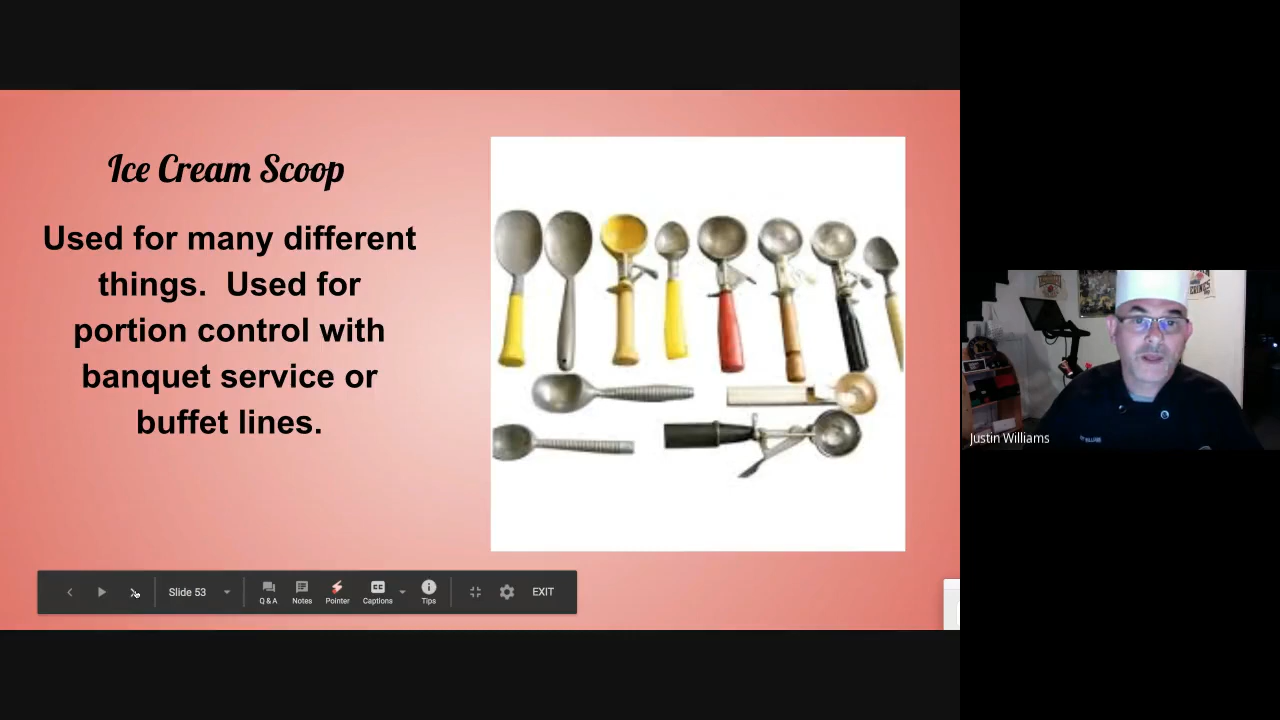 Ice Cream Scoop
Used for many different
things.  Used for
portion control with
banquet service or
buffet lines.
Justin Williams
Slide 53
Q & A
Notes
Pointer
CC
Captions
Tips
EXIT